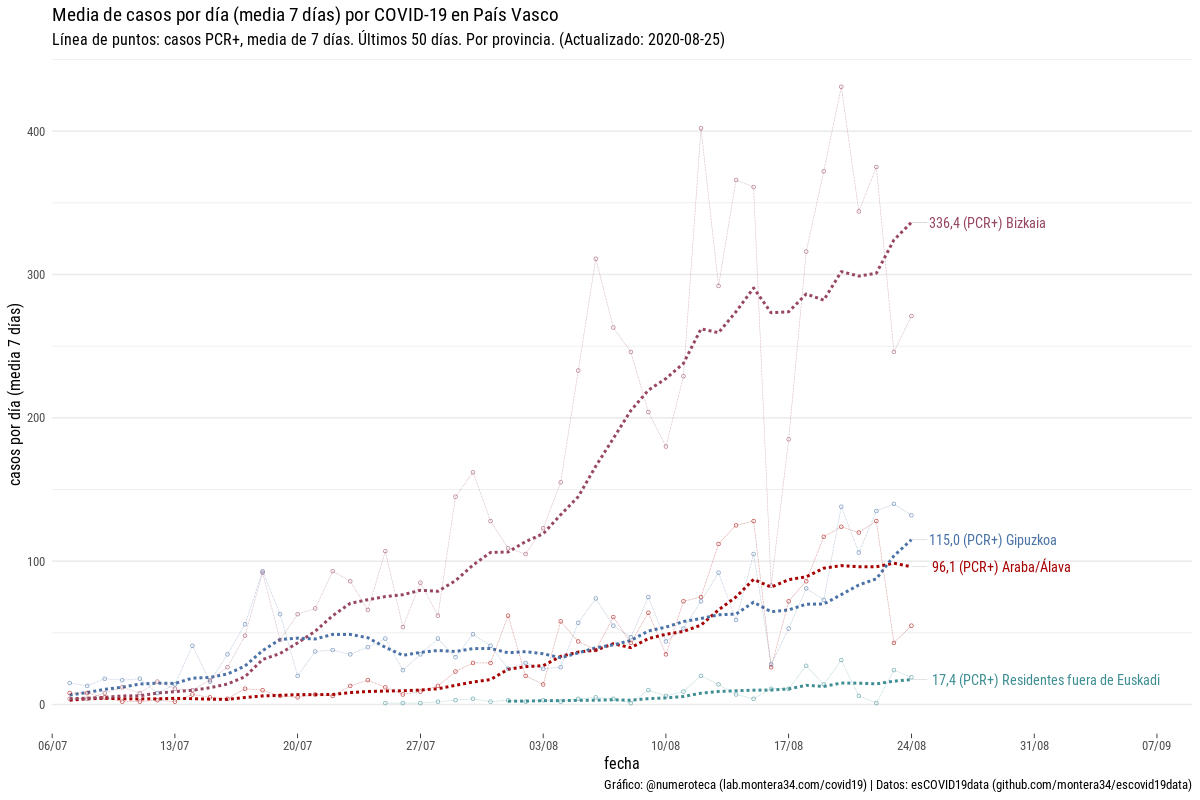 Media de casos por día (media 7 días) por COVID-19 en País Vasco
Línea de puntos: casos PCR+, media de 7 días. Últimos 50 días. Por provincia. (Actualizado: 2020-08-25)
casos por día (media 7 días)
400
300
200
100
0
336,4 (PCR+) Bizkaia
115,0 (PCR+) Gipuzkoa
96,1 (PCR+) Araba/Álava
17,4 (PCR+) Residentes fuera de Euskadi
06/07 13/07 20/07 27/07 03/08 10/08 17/08 24/08 31/08 07/09
fecha
Gráfico: @numeroteca (lab.montera34.com/covid19) | Datos: esCOVID19data (github.com/montera34/escovid19data)